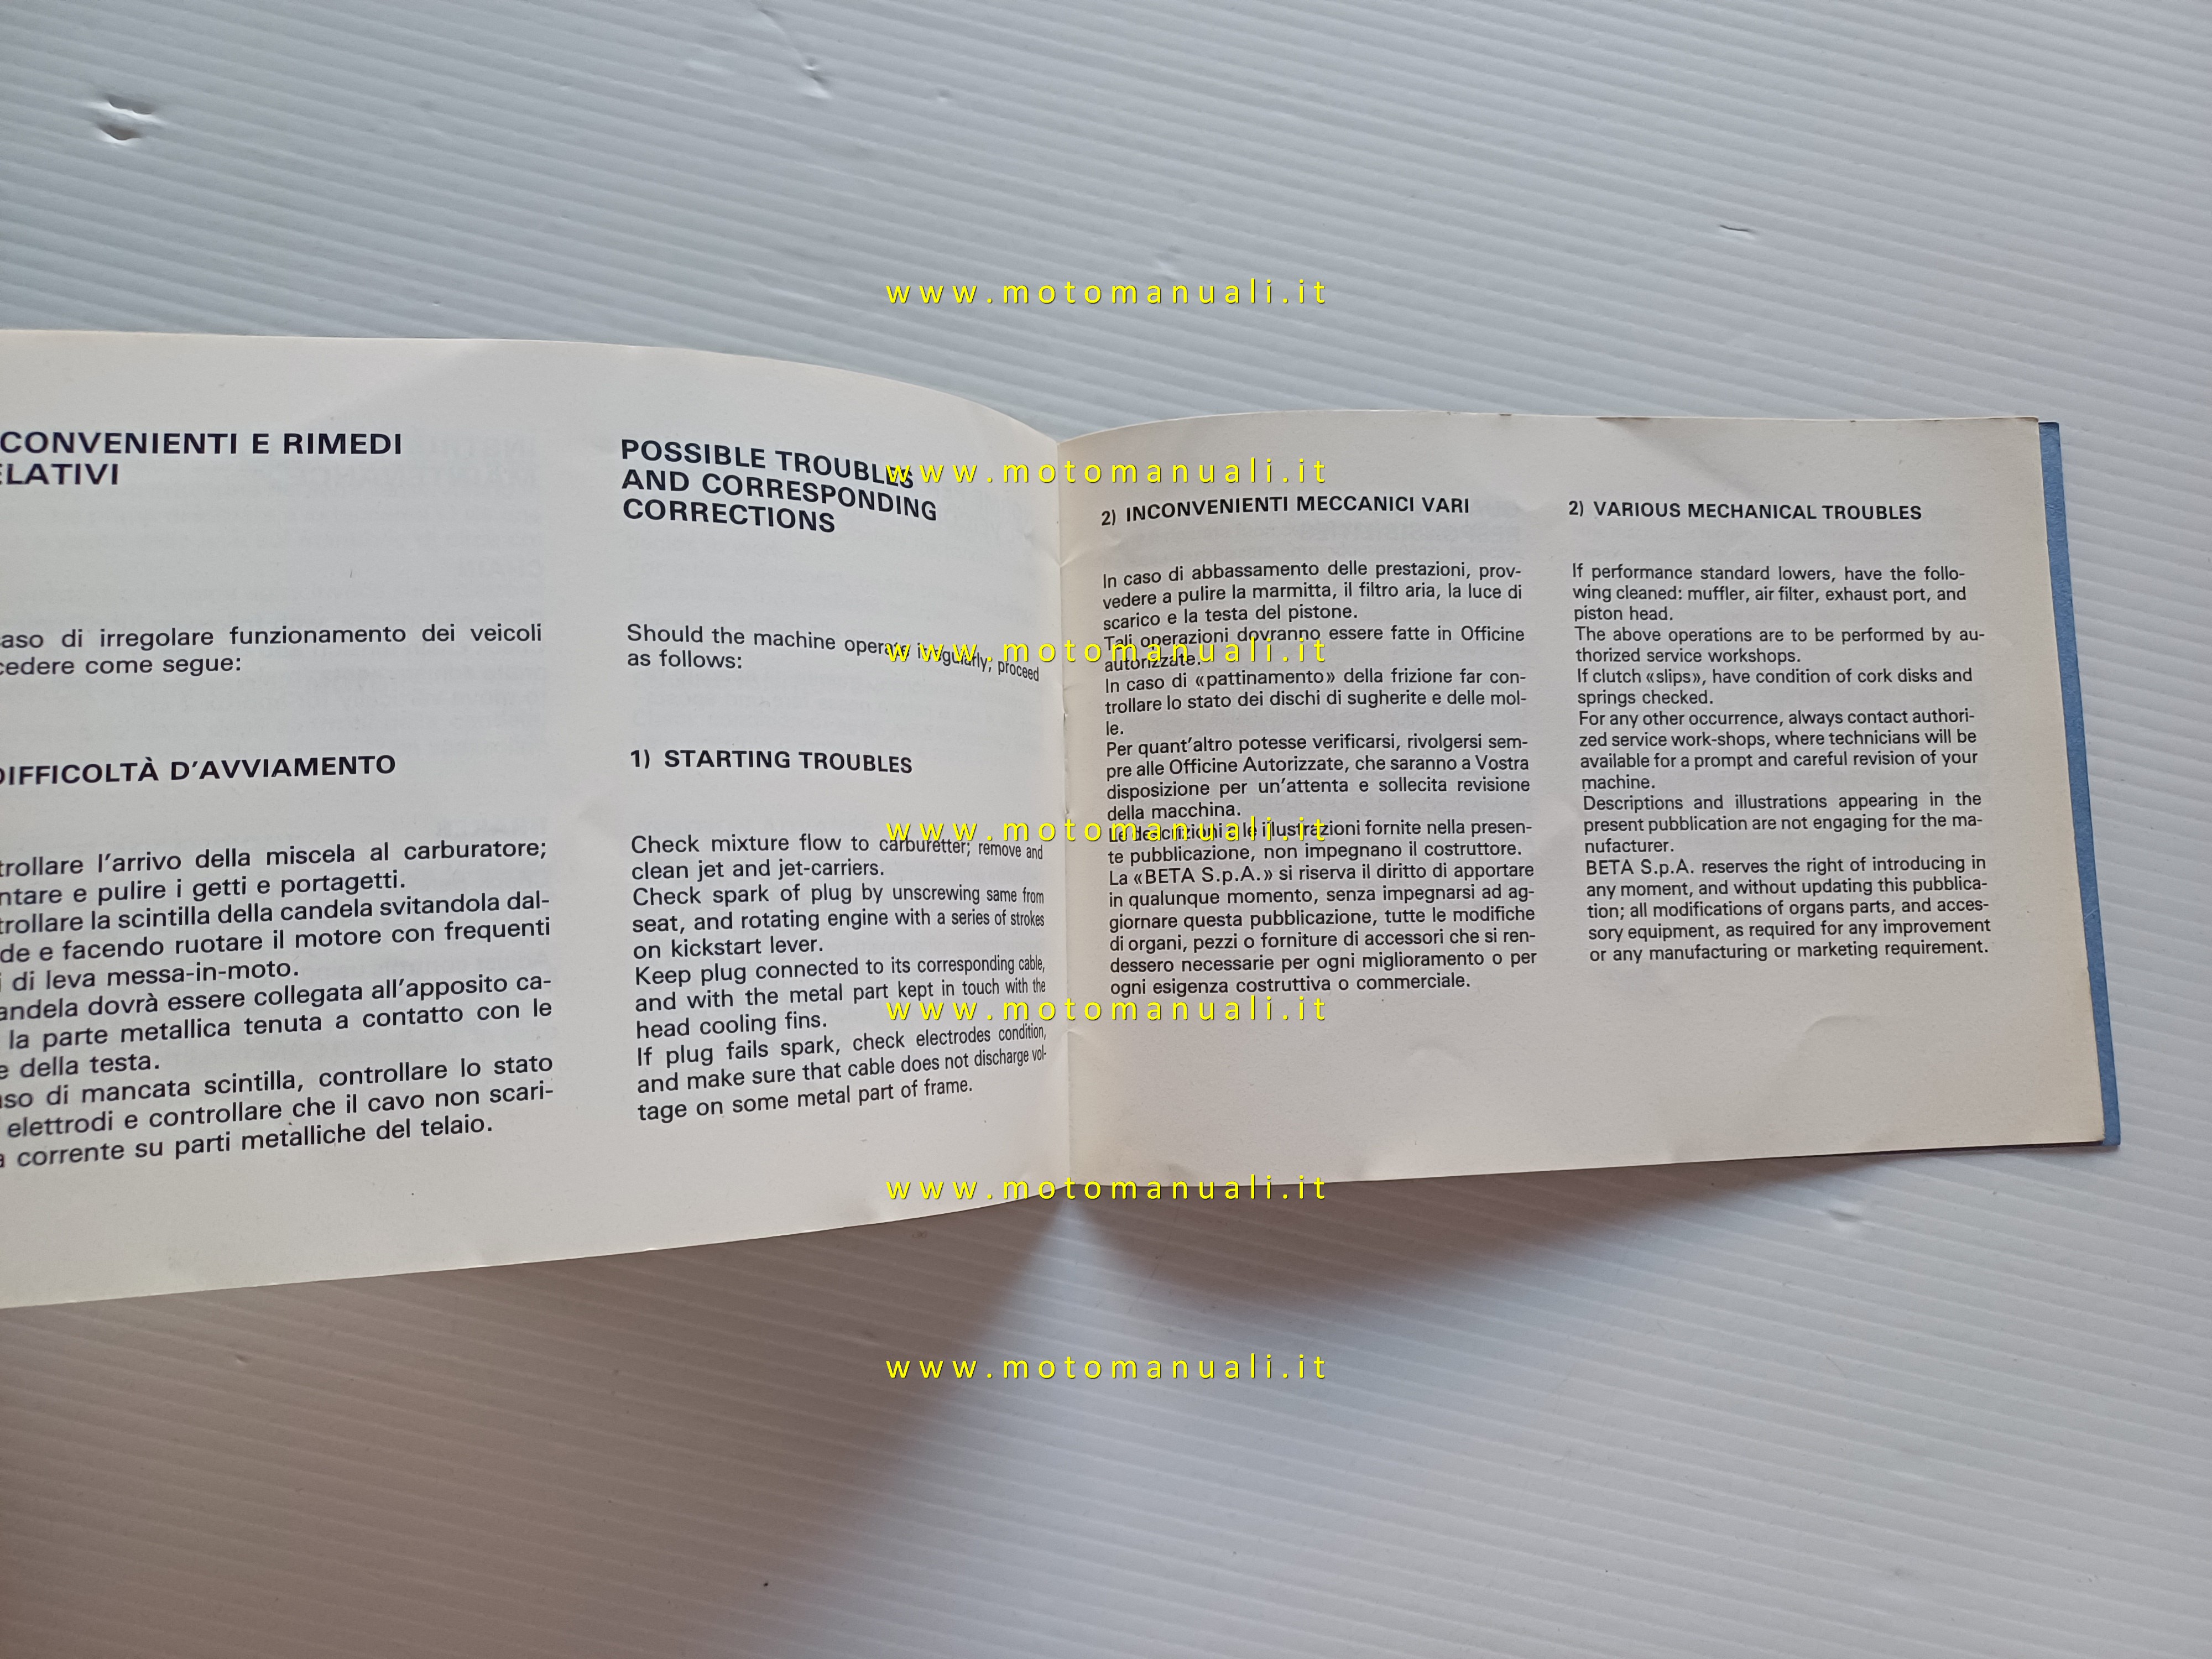 www.motomanuali.it
CONVENIENTI E RIMEDI
ELATIVI
aso di irregolare funzionamento dei veicoli
cedere come segue:
DIFFICOLTÀ D'AVVIAMENTO
trollare l'arrivo della miscela al carburatore;
ntare e pulire i getti e portagetti.
trollare la scintilla della candela svitandola dal-
de e facendo ruotare il motore con frequenti
i di leva messa-in-moto.
andela dovrà essere collegata all'apposito ca-
la parte metallica tenuta a contatto con le
e della testa.
aso di mancata scintilla, controllare lo stato
elettrodi e controllare che il cavo non scari-
a corrente su parti metalliche del telaio.
POSSIBLE TROUBLES
AND CORRESPONDING
CORRECTIONS
Should the machine operate irregularly, proceed
as follows:
1) STARTING TROUBLES
Check mixture flow to carburetter; remove and
clean jet and jet-carriers.
Check spark of plug by unscrewing same from
seat, and rotating engine with a series of strokes
on kickstart lever.
Keep plug connected to its corresponding cable,
and with the metal part kept in touch with the
head cooling fins.
If plug fails spark, check electrodes condition,
and make sure that cable does not discharge vol-
tage on some metal part of frame.
www.motomanuali.it
www.motomanuali.it
www.motomanuali.it
www.motomanuali.it
www.motomanuali.it
www.motomanuali.it
2) INCONVENIENTI MECCANICI VARI
In caso di abbassamento delle prestazioni, prov-
vedere a pulire la marmitta, il filtro aria, la luce di
scarico e la testa del pistone.
Tali operazioni dovranno essere fatte in Officine
autorizzate.
In caso di «pattinamento» della frizione far con-
trollare lo stato dei dischi di sugherite e delle mol-
le.
Per quant'altro potesse verificarsi, rivolgersi sem-
pre alle Officine Autorizzate, che saranno a Vostra
disposizione per un'attenta e sollecita revisione
della macchina.
Le descrizioni e le illustrazioni fornite nella presen-
te pubblicazione, non impegnano il costruttore.
La «BETA S.p.A.» si riserva il diritto di apportare
in qualunque momento, senza impegnarsi ad ag-
giornare questa pubblicazione, tutte le modifiche
di organi, pezzi o forniture di accessori che si ren-
dessero necessarie per ogni miglioramento o per
ogni esigenza costruttiva o commerciale.
2) VARIOUS MECHANICAL TROUBLES
If performance standard lowers, have the follo-
wing cleaned: muffler, air filter, exhaust port, and
piston head.
The above operations are to be performed by au-
thorized service workshops.
If clutch «slips», have condition of cork disks and
springs checked.
For any other occurrence, always contact authori-
zed service work-shops, where technicians will be
available for a prompt and careful revision of your
machine.
Descriptions and illustrations appearing in the
present pubblication are not engaging for the ma-
nufacturer.
BETA S.p.A. reserves the right of introducing in
any moment, and without updating this pubblica-
tion; all modifications of organs parts, and acces-
sory equipment, as required for any improvement
or any manufacturing or marketing requirement.